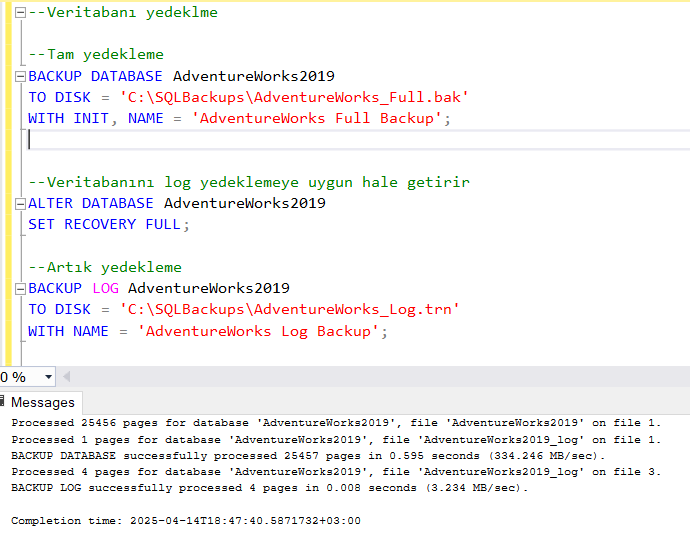 --Veritabanı yedeklme
--Tam yedekleme
BACKUP DATABASE AdventureWorks2019
TO DISK = 'C:\SQLBackups\AdventureWorks_Full.bak'
WITH INIT, NAME = 'AdventureWorks Full Backup';
--Veritabanını log yedeklemeye uygun hale getirir
ALTER DATABASE AdventureWorks2019
SET RECOVERY FULL;
--Artık yedekleme
BACKUP LOG AdventureWorks2019
TO DISK = 'C:\SQLBackups\AdventureWorks_Log.trn'
WITH NAME = 'AdventureWorks Log Backup';
0 %
Messages
Processed 25456 pages for database 'AdventureWorks2019', file 'AdventureWorks2019' on file 1.
Processed 1 pages for database 'AdventureWorks2019', file 'AdventureWorks2019_log' on file 1.
BACKUP DATABASE successfully processed 25457 pages in 0.595 seconds (334.246 MB/sec).
Processed 4 pages for database 'AdventureWorks2019', file 'AdventureWorks2019_log' on file 3.
BACKUP LOG successfully processed 4 pages in 0.008 seconds (3.234 MB/sec).
Completion time: 2025-04-14T18:47:40.5871732+03:00